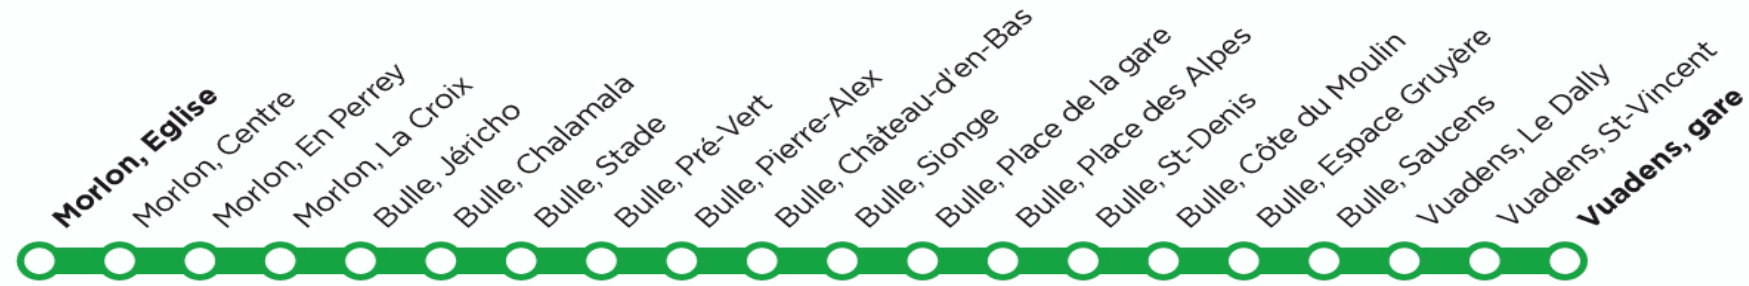 Morlon, Eglise
Morlon, Centre
Morlon, En Perrey
Morlon, La Croix
Bulle, Jéricho
Bulle, Chalamala
Bulle, Stade
Bulle, Pré-Vert
Bulle, Pierre-Alex
Bulle, Château-d'en-Bas
Bulle, Sionge
Bulle, Place de la gare
Bulle, Place des Alpes
Bulle, St-Denis
Bulle, Côte du Moulin
Bulle, Espace Gruyère
Bulle, Saucens
Vuadens, Le Dally
Vuadens, St-Vincent
Vuadens, gare